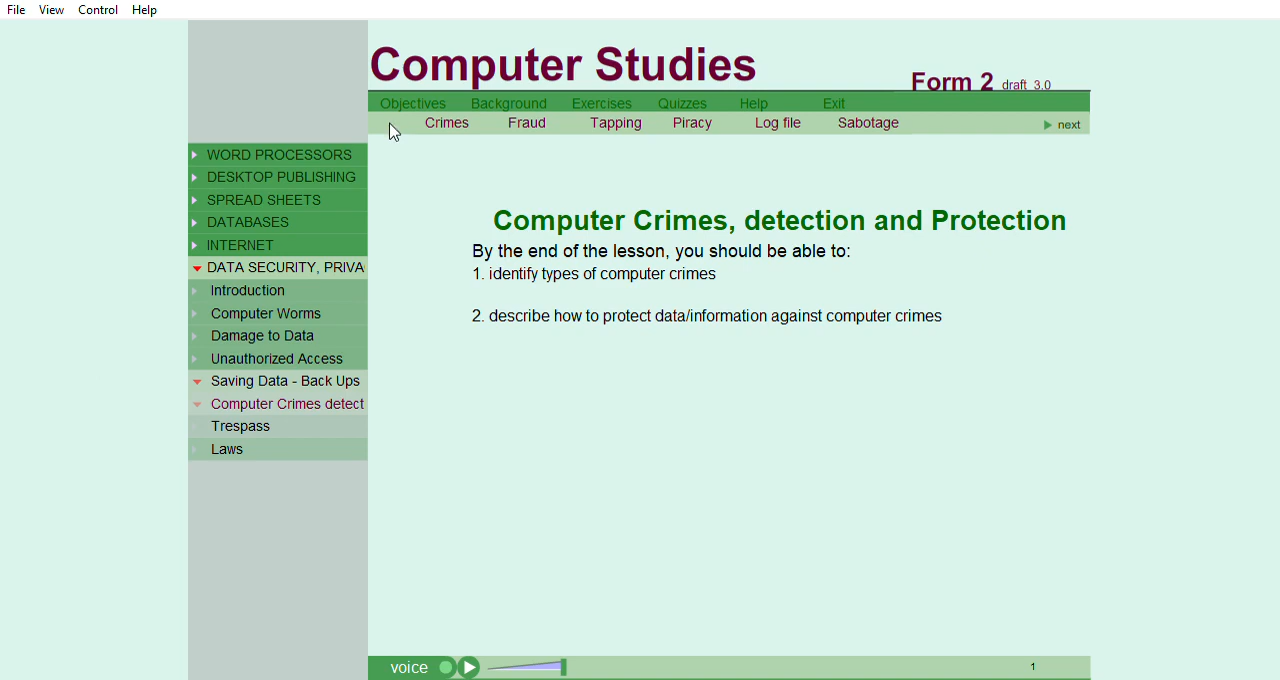 File View Control Help
Computer Studies
Form 2 draft 3.0
Objectives Background Exercises Quizzes Help Exit
Crimes Fraud Tapping Piracy Log file Sabotage next
WORD PROCESSORS
DESKTOP PUBLISHING
SPREAD SHEETS
DATABASES
INTERNET
DATA SECURITY, PRIVA
Introduction
Computer Worms
Damage to Data
Unauthorized Access
Saving Data - Back Ups
Computer Crimes detect
Trespass
Laws
Computer Crimes, detection and Protection
By the end of the lesson, you should be able to:
1. identify types of computer crimes
2. describe how to protect data/information against computer crimes
voice 1